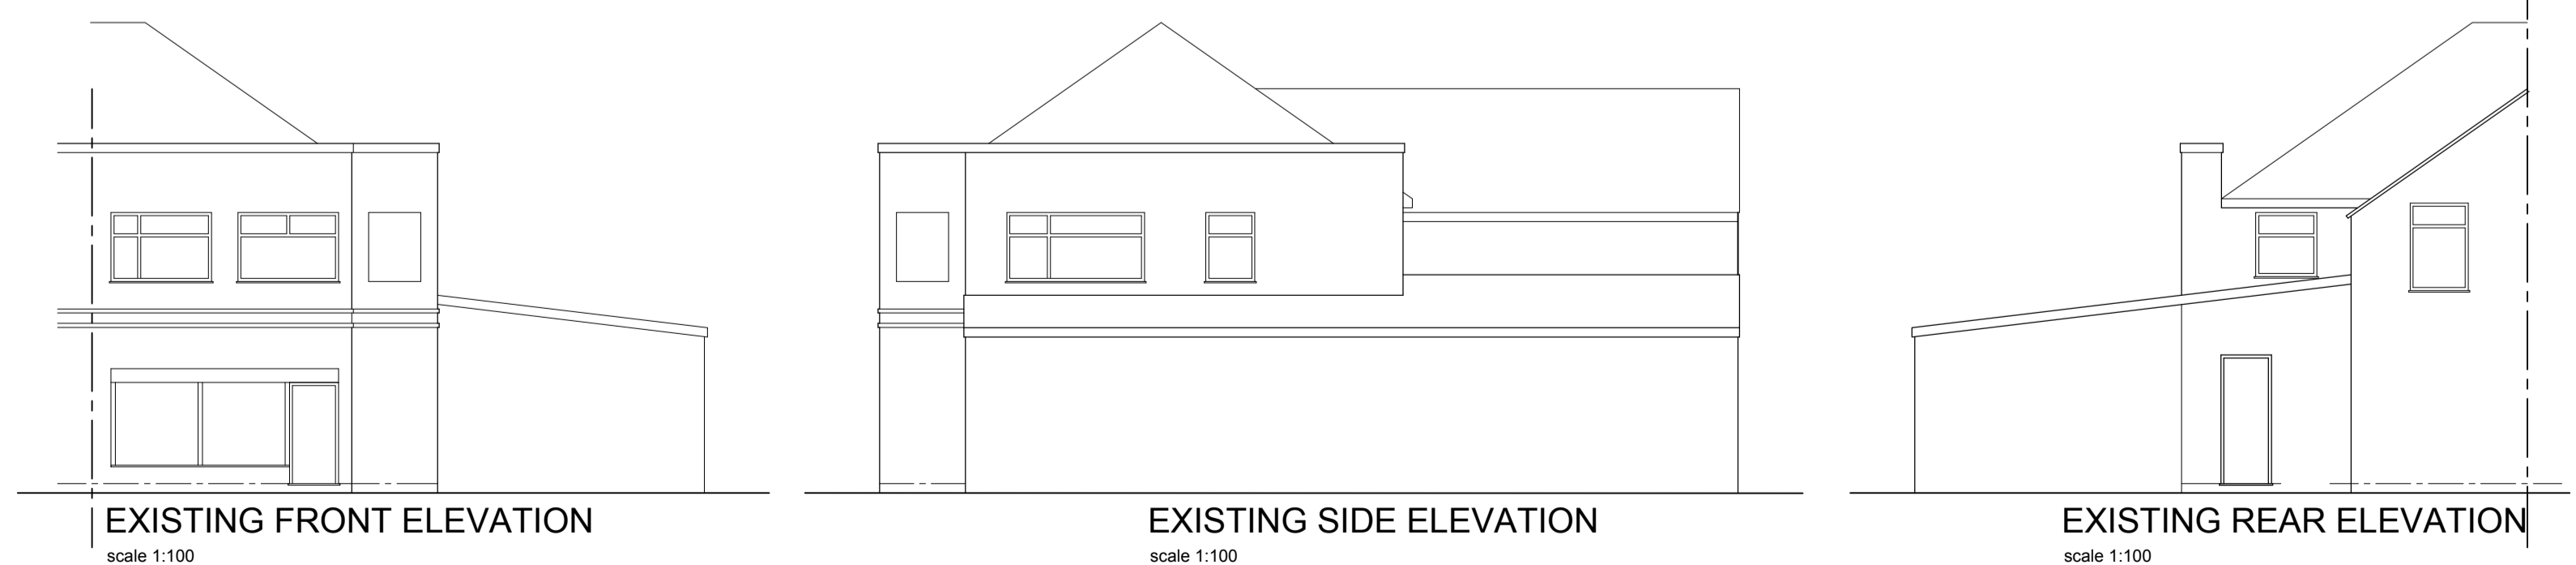 EXISTING FRONT ELEVATION
scale 1:100
EXISTING SIDE ELEVATION
scale 1:100
EXISTING REAR ELEVATION
scale 1:100